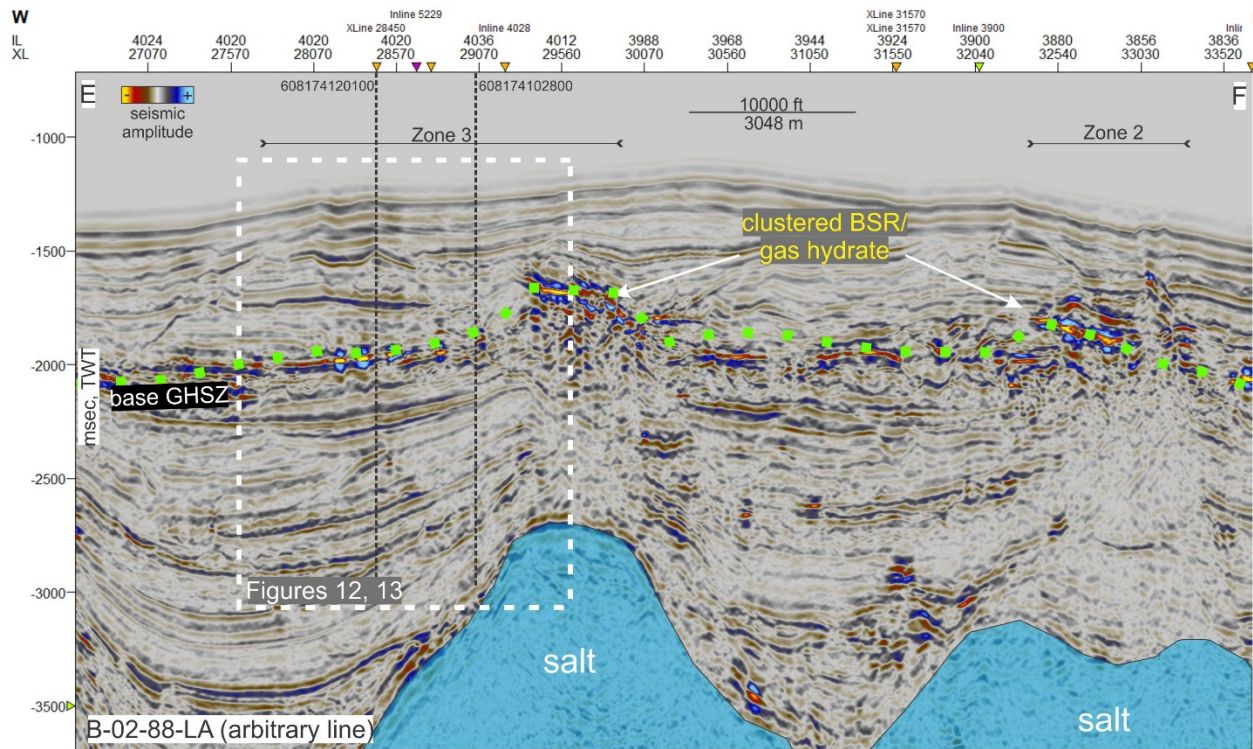 W
Inline 5229
XLine 31570
XLine 28450
Inline 4028
XLine 31570
Inline 3900
Inlir
IL 4024 4020 4020 4020 4036 4012 3988 3968 3944 3924 3900 3880 3856 3836
XL 27070 27570 28070 28570 29070 29560 30070 30560 31050 31550 32040 32540 33030 33520
E
- +
seismic
amplitude
608174120100
608174102800
10000 ft
3048 m
F
-1000
Zone 3
Zone 2
clustered BSR/
gas hydrate
-1500
-2000
base GHSZ
msec, TWT
-2500
-3000
Figures 12, 13
salt
-3500
B-02-88-LA (arbitrary line)
salt